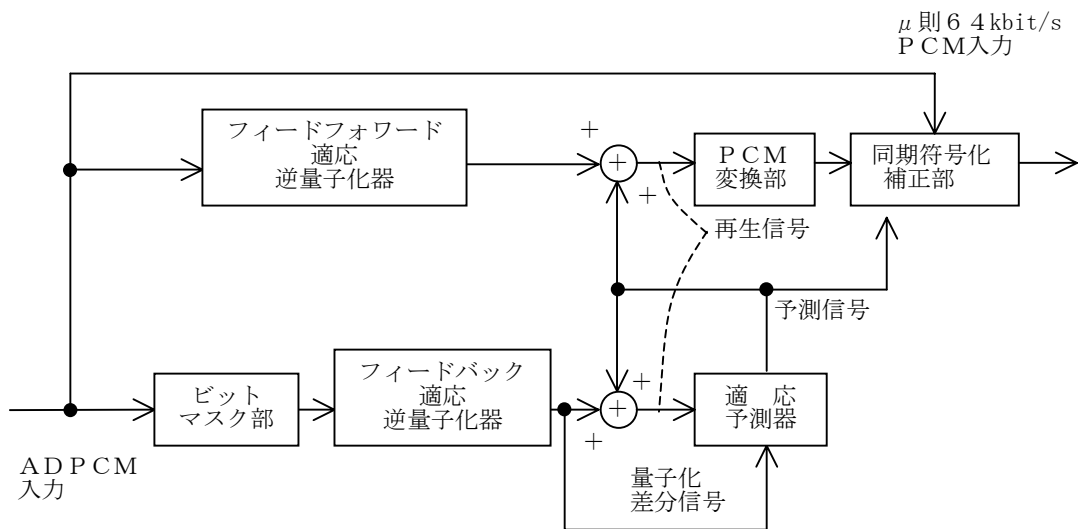 μ則６４kbit/s
ＰＣＭ入力
フィードフォワード
適応
逆量子化器
+
+
+
ＰＣＭ
変換部
同期符号化
補正部
再生信号
予測信号
ビット
マスク部
フィードバック
適応
逆量子化器
+
+
+
適　応
予測器
ＡＤＰＣＭ
入力
量子化
差分信号